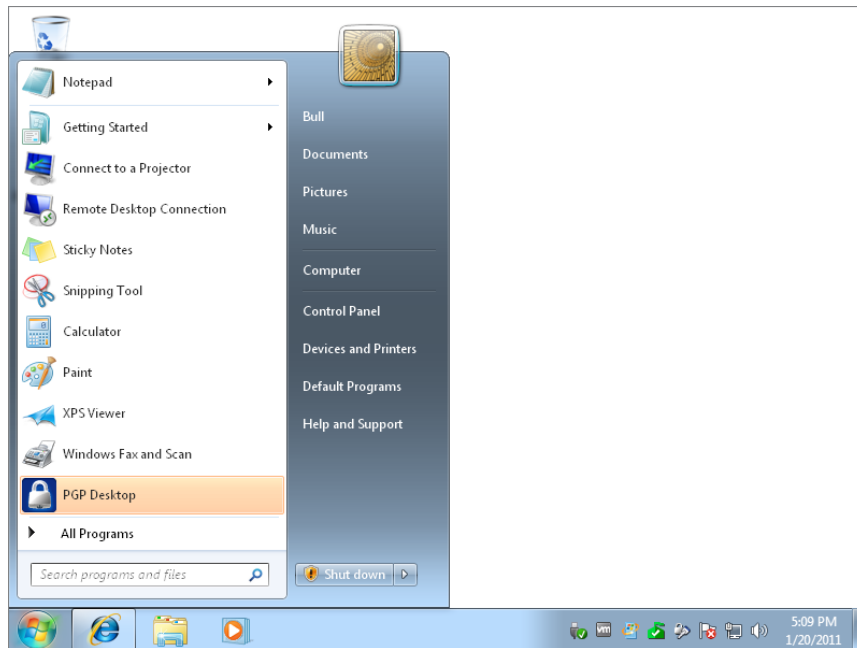 Notepad
Getting Started
Connect to a Projector
Remote Desktop Connection
Sticky Notes
Snipping Tool
Calculator
Paint
XPS Viewer
Windows Fax and Scan
PGP Desktop
All Programs
Search programs and files
Bull
Documents
Pictures
Music
Computer
Control Panel
Devices and Printers
Default Programs
Help and Support
Shut down
vm
5:09 PM
1/20/2011